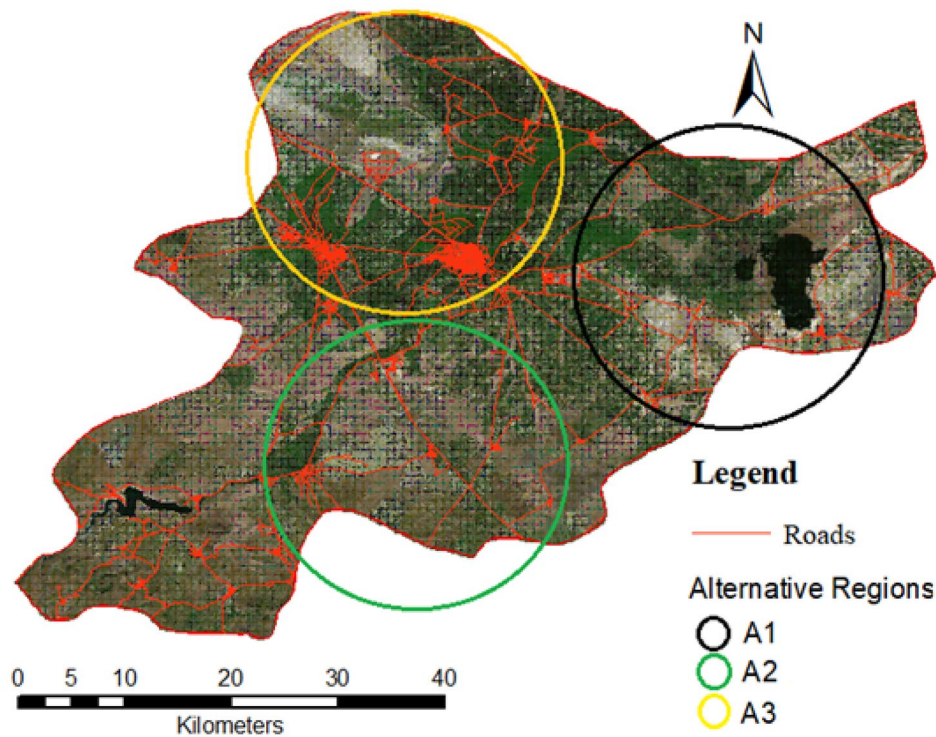 N
Legend
Roads
Alternative Regions
A1
A2
A3
0 5 10 20 30 40
Kilometers